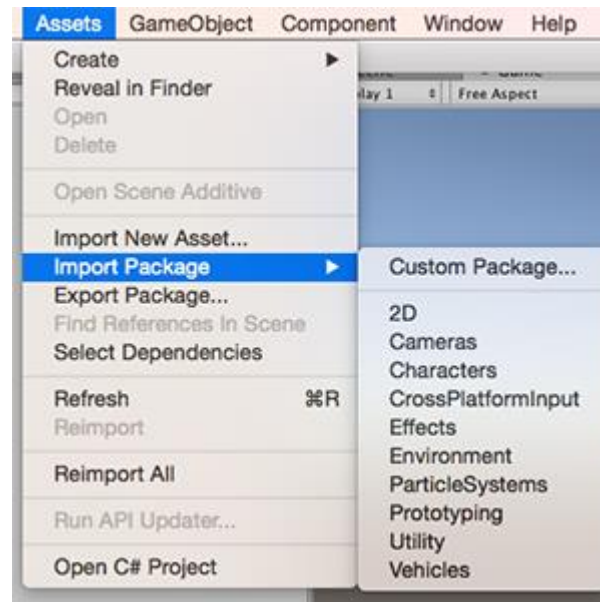 Assets GameObject Component Window Help
Create
Reveal in Finder
Open
Delete
Open Scene Additive
Import New Asset...
Import Package
Export Package...
Find References In Scene
Select Dependencies
Refresh ⌘R
Reimport
Reimport All
Run API Updater...
Open C# Project
Free Aspect
Custom Package...
2D
Cameras
Characters
CrossPlatformInput
Effects
Environment
ParticleSystems
Prototyping
Utility
Vehicles